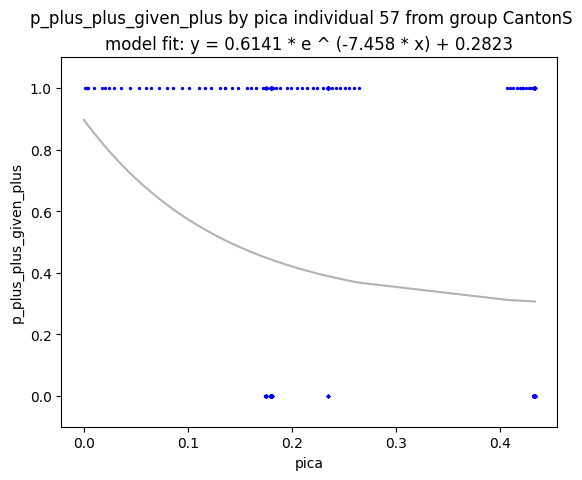 p_plus_plus_given_plus by pica individual 57 from group CantonS
model fit: y = 0.6141 * e ^ (-7.458 * x) + 0.2823
1.0
0.8
0.6
0.4
0.2
0.0
p_plus_plus_given_plus
0.0 0.1 0.2 0.3 0.4
pica